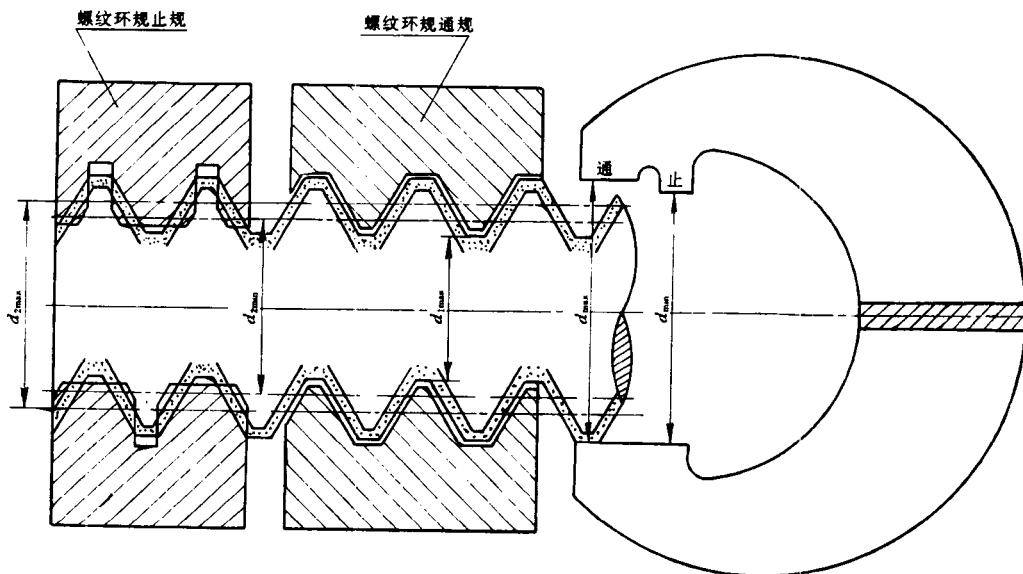 螺纹环规止规
螺纹环规通规
通
止
d2max
d2min
d1max
dmax
dmin